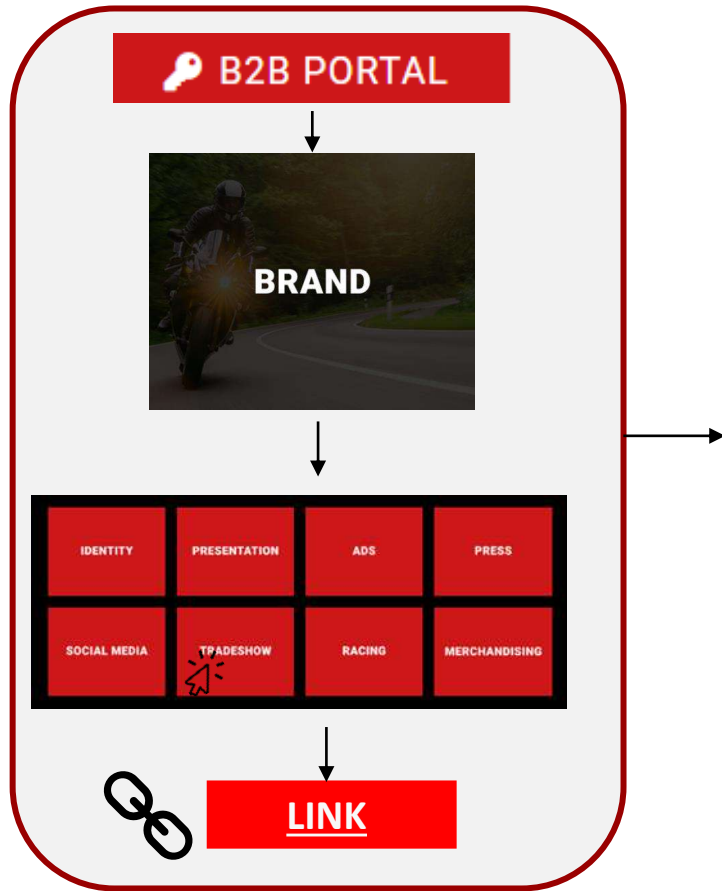 B2B PORTAL
BRAND
IDENTITY
PRESENTATION
ADS
PRESS
SOCIAL MEDIA
TRADESHOW
RACING
MERCHANDISING
LINK